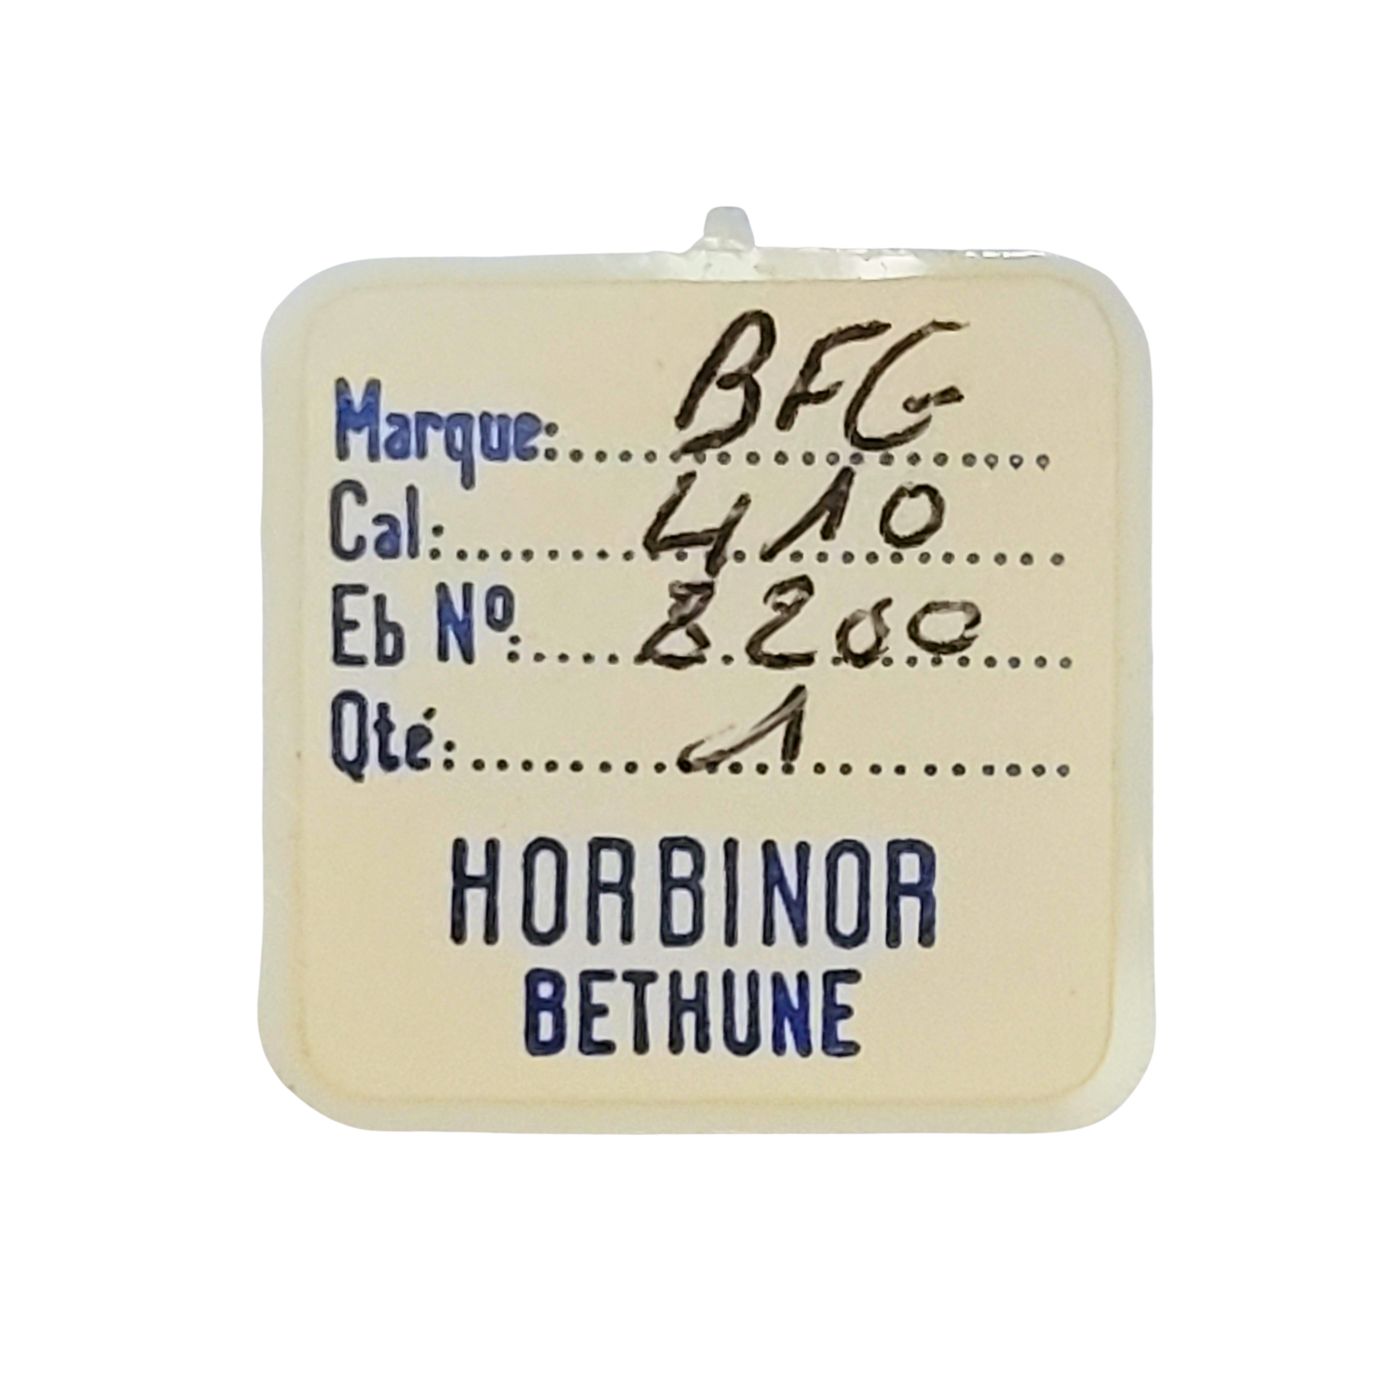 Marque: BFG
Cal: 410
Eb Nº: 8200
Qté: 1
HORBINOR
BETHUNE